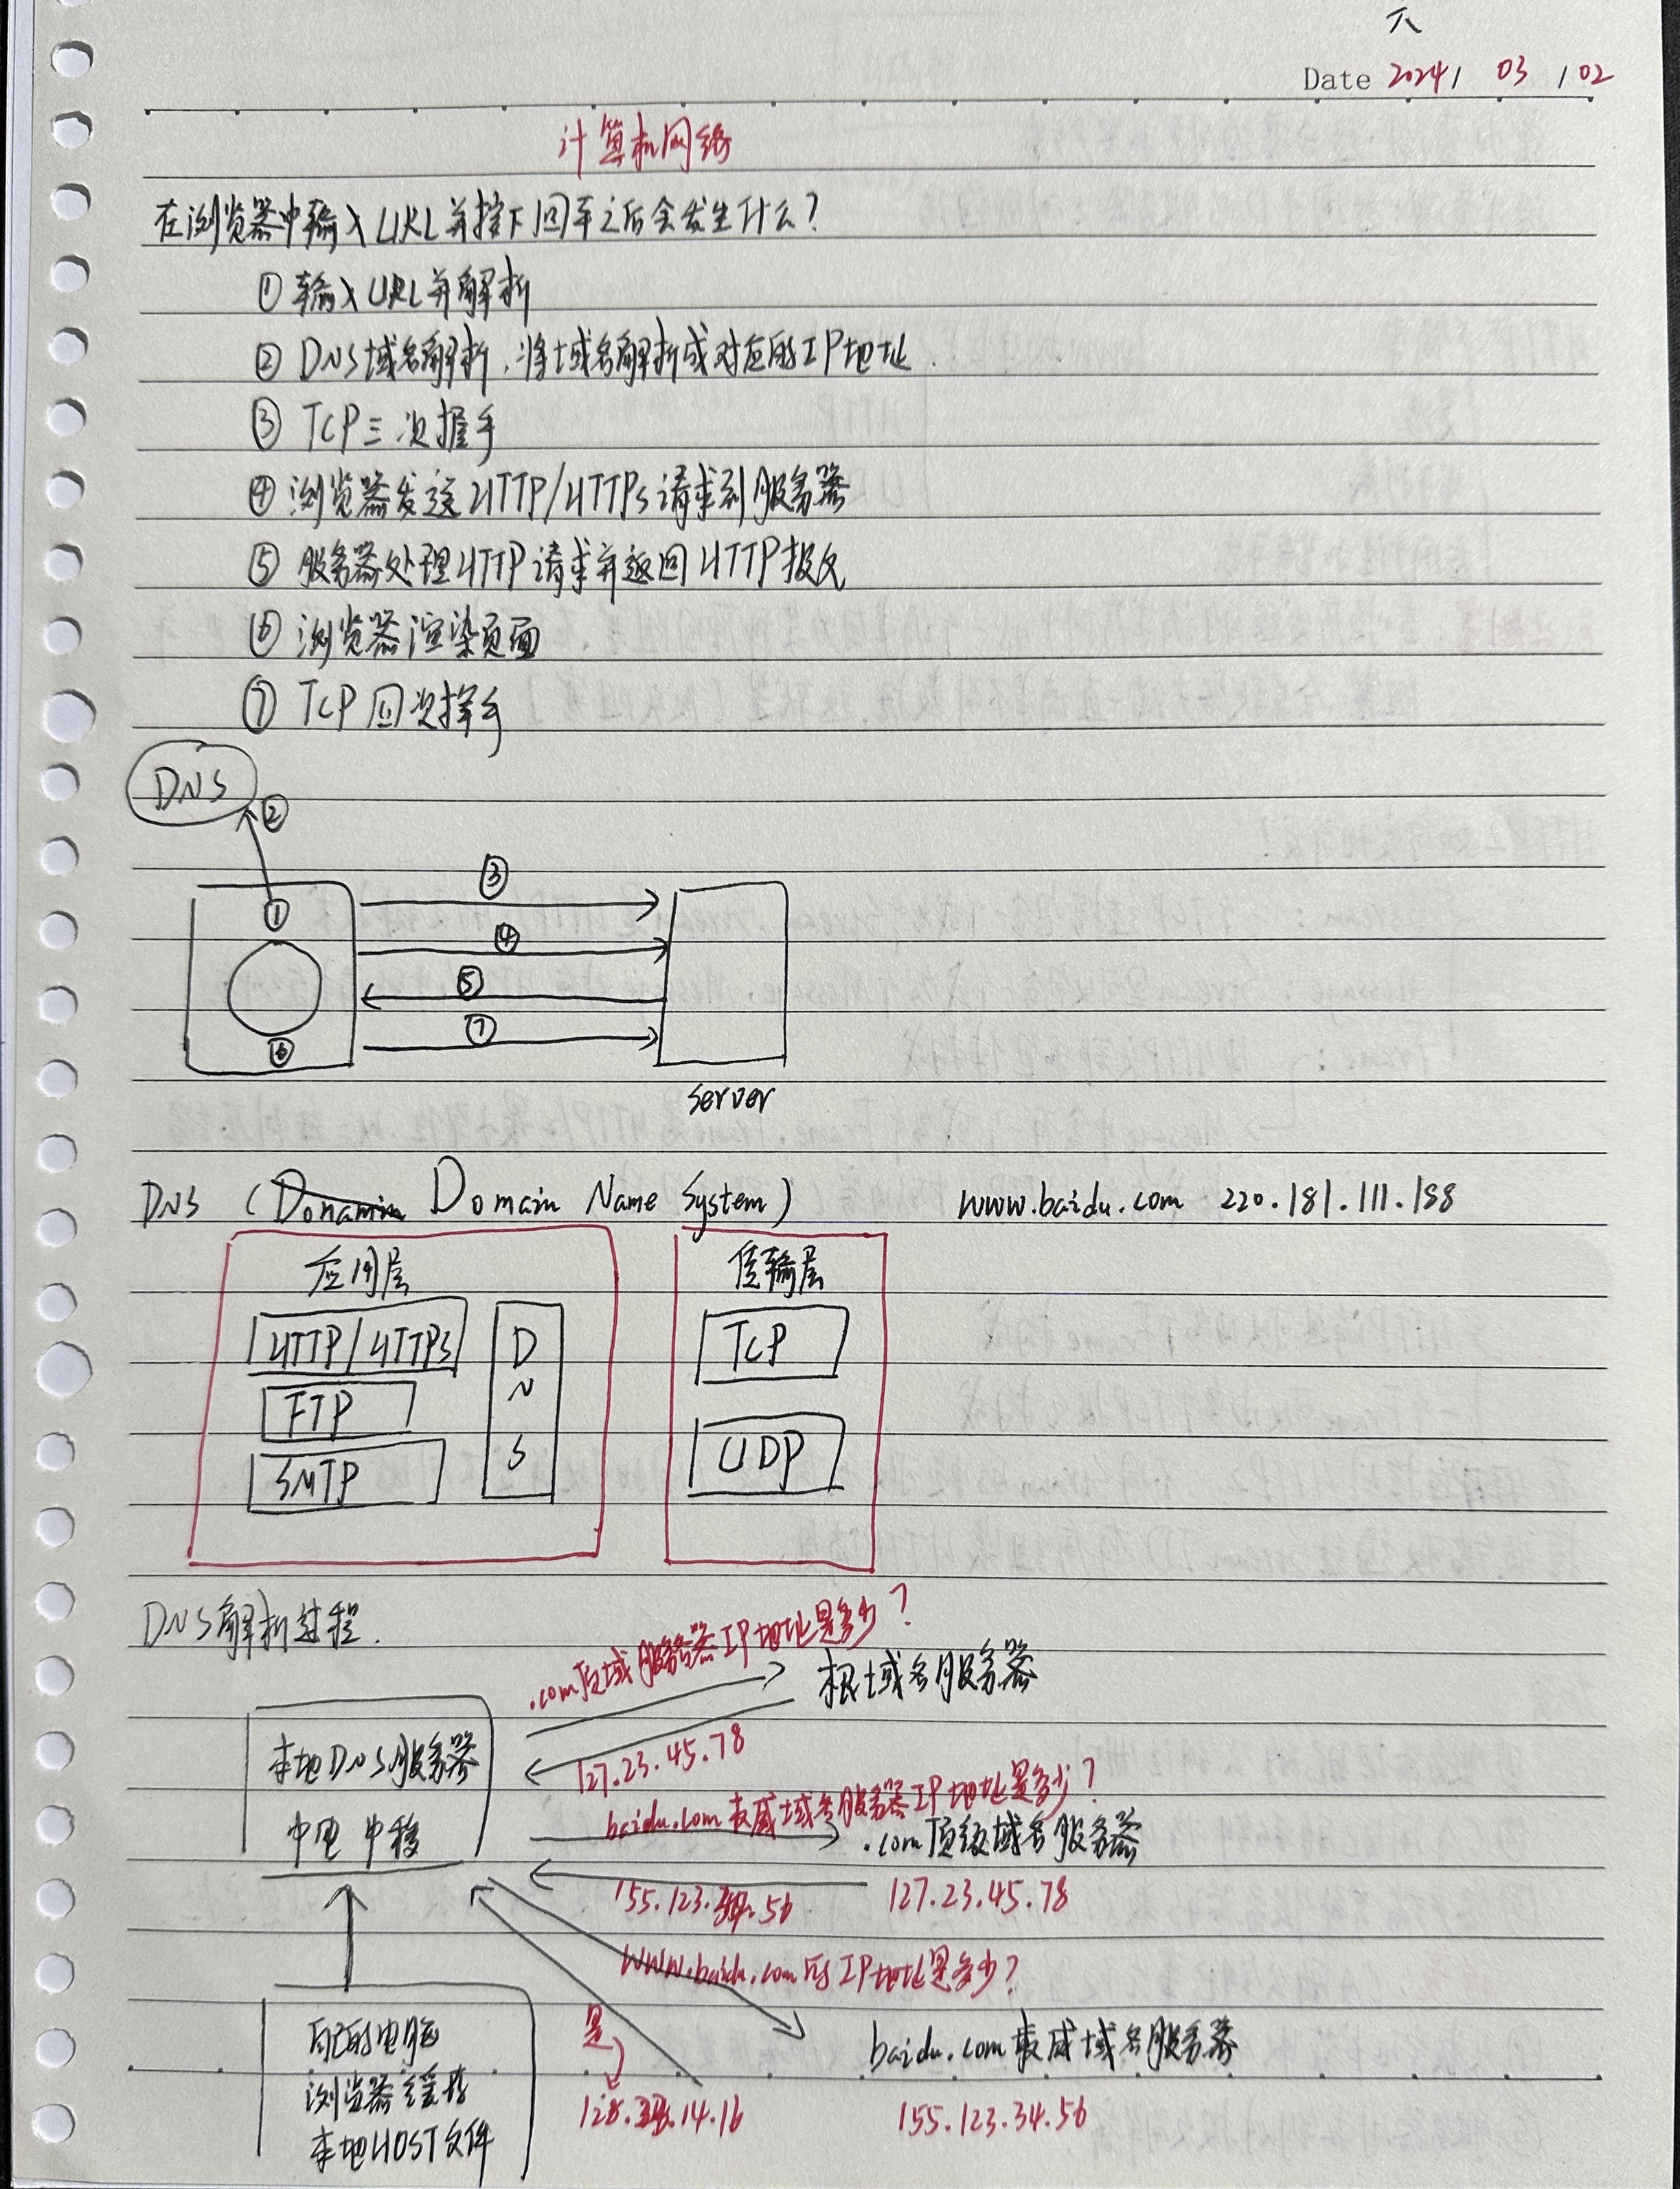 六
Date 2024/ 03 / 02
计算机网络
在浏览器中输入URL并按下回车之后会发生什么?
① 输入URL并解析
② DNS域名解析,将域名解析成对应的IP地址.
③ TCP三次握手
④ 浏览器发送HTTP/HTTPs请求到服务器
⑤ 服务器处理HTTP请求并返回HTTP报文
⑥ 浏览器渲染页面
⑦ TCP四次挥手
DNS
②
③
①
④
⑤
⑦
⑥
server
DNS (Donamin Domain Name System) www.baidu.com 220.181.111.188
应用层 传输层
HTTP/HTTPS DNS TCP
FTP
SMTP UDP
DNS解析过程.
.com顶域服务器IP地址是多少?
根域名服务器
本地DNS服务器
127.23.45.78
baidu.com权威域名服务器IP地址是多少?
中电 中移
.com顶级域名服务器
155.123.34.56 127.23.45.78
www.baidu.com的IP地址是多少?
自己的电脑
是
baidu.com权威域名服务器
浏览器缓存
14.16 155.123.34.56
本地HOST文件